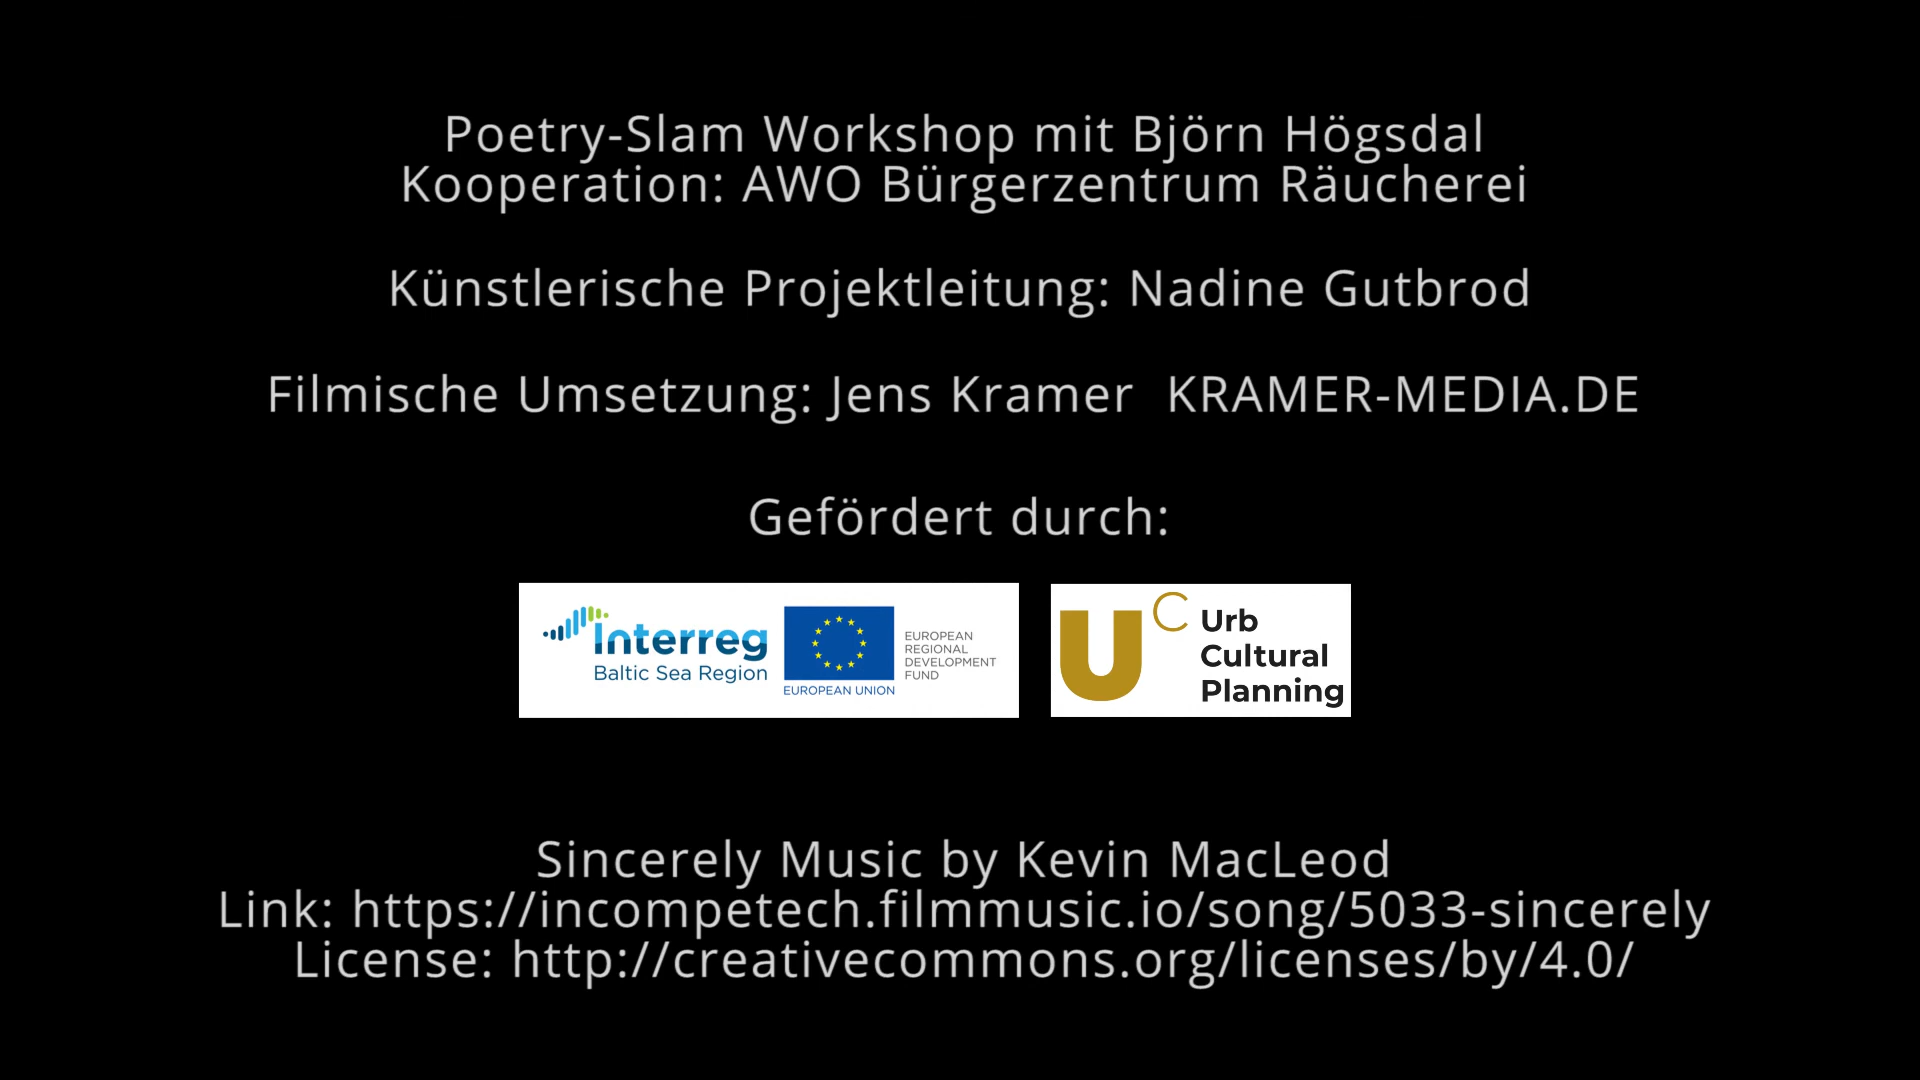 Poetry-Slam Workshop mit Björn Högsdal
Kooperation: AWO Bürgerzentrum Räucherei
Künstlerische Projektleitung: Nadine Gutbrod
Filmische Umsetzung: Jens Kramer  KRAMER-MEDIA.DE
Gefördert durch:
Interreg
Baltic Sea Region
EUROPEAN UNION
EUROPEAN
REGIONAL
DEVELOPMENT
FUND
UC
Urb
Cultural
Planning
Sincerely Music by Kevin MacLeod
Link: https://incompetech.filmmusic.io/song/5033-sincerely
License: http://creativecommons.org/licenses/by/4.0/